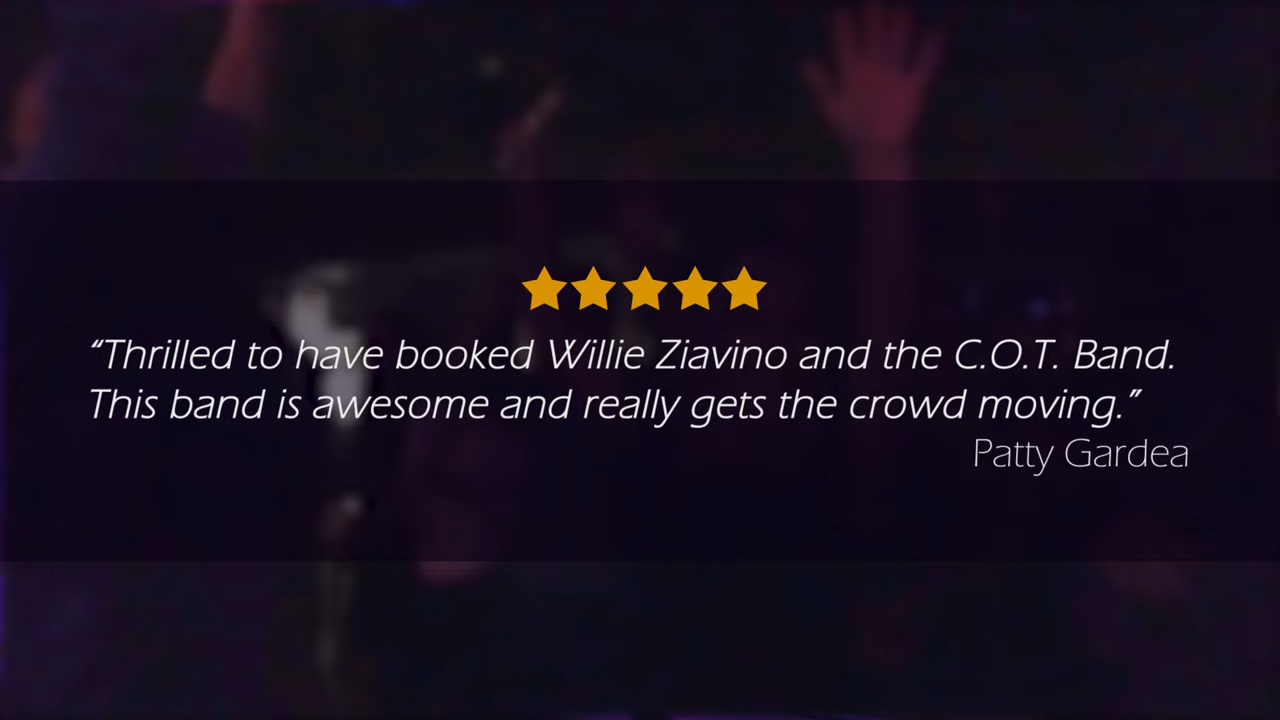 “Thrilled to have booked Willie Ziavino and the C.O.T. Band.
This band is awesome and really gets the crowd moving.”
Patty Gardea